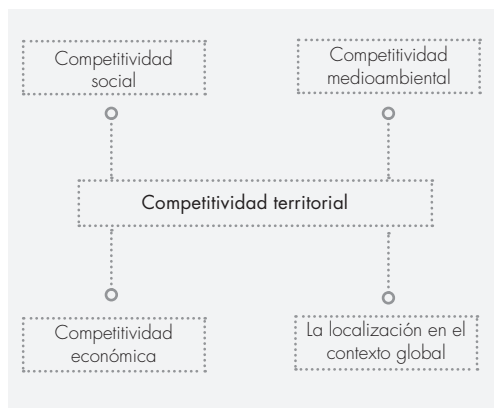 Competitividad
social
Competitividad
medioambiental
Competitividad territorial
Competitividad
económica
La localización en el
contexto global